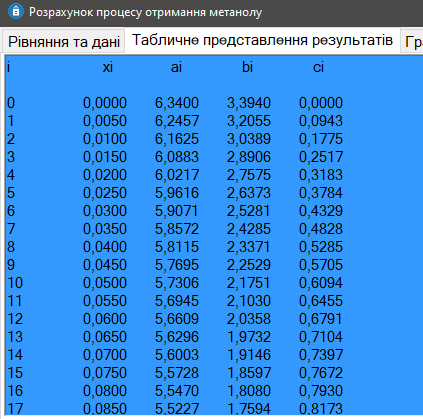 Розрахунок процесу отримання метанолу
Рівняння та дані Табличне представлення результатів Гра
i xi ai bi ci
0 0,0000 6,3400 3,3940 0,0000
1 0,0050 6,2457 3,2055 0,0943
2 0,0100 6,1625 3,0389 0,1775
3 0,0150 6,0883 2,8906 0,2517
4 0,0200 6,0217 2,7575 0,3183
5 0,0250 5,9616 2,6373 0,3784
6 0,0300 5,9071 2,5281 0,4329
7 0,0350 5,8572 2,4285 0,4828
8 0,0400 5,8115 2,3371 0,5285
9 0,0450 5,7695 2,2529 0,5705
10 0,0500 5,7306 2,1751 0,6094
11 0,0550 5,6945 2,1030 0,6455
12 0,0600 5,6609 2,0358 0,6791
13 0,0650 5,6296 1,9732 0,7104
14 0,0700 5,6003 1,9146 0,7397
15 0,0750 5,5728 1,8597 0,7672
16 0,0800 5,5470 1,8080 0,7930
17 0,0850 5,5227 1,7594 0,8173